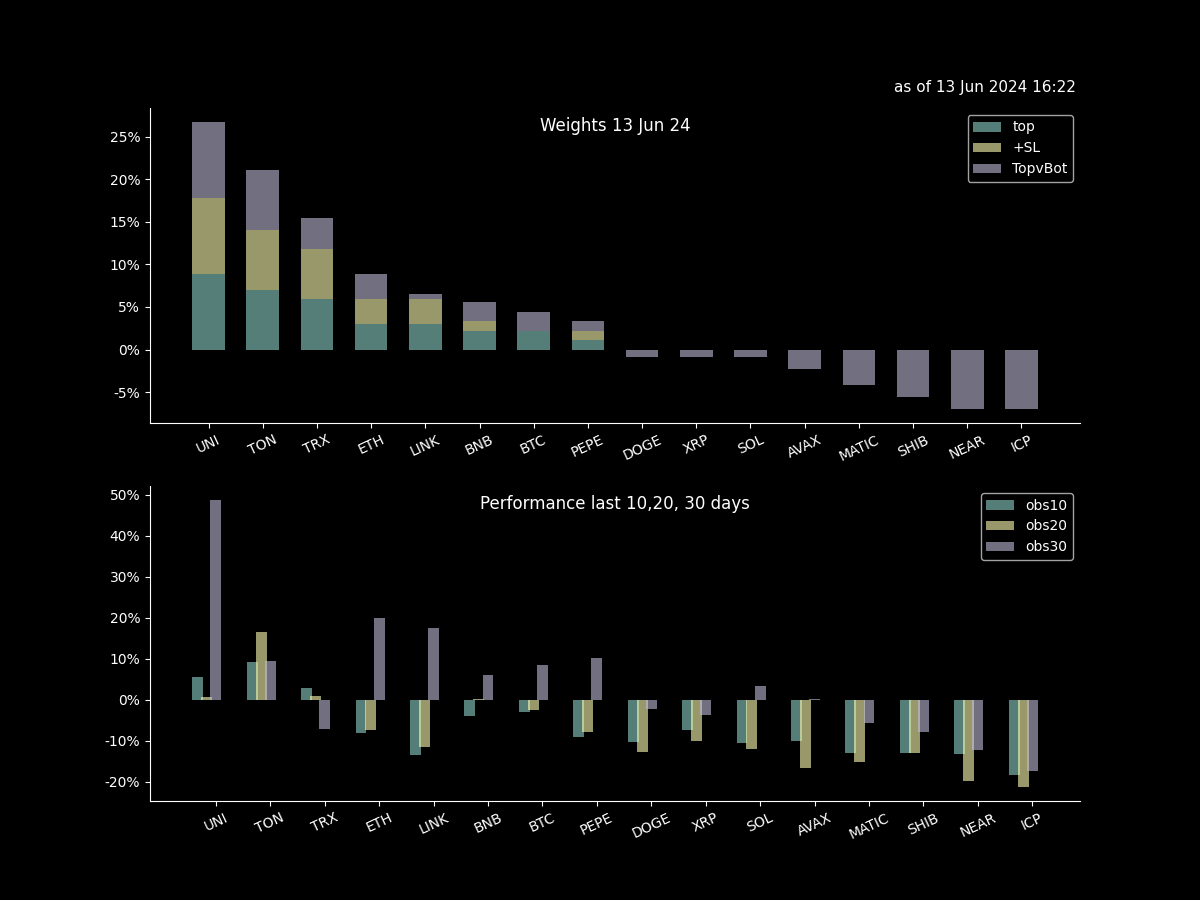 as of 13 Jun 2024 16:22
Weights 13 Jun 24
top
+SL
TopvBot
25%
20%
15%
10%
5%
0%
-5%
UNI TON TRX ETH LINK BNB BTC PEPE DOGE XRP SOL AVAX MATIC SHIB NEAR ICP
Performance last 10,20, 30 days
obs10
obs20
obs30
50%
40%
30%
20%
10%
0%
-10%
-20%
UNI TON TRX ETH LINK BNB BTC PEPE DOGE XRP SOL AVAX MATIC SHIB NEAR ICP